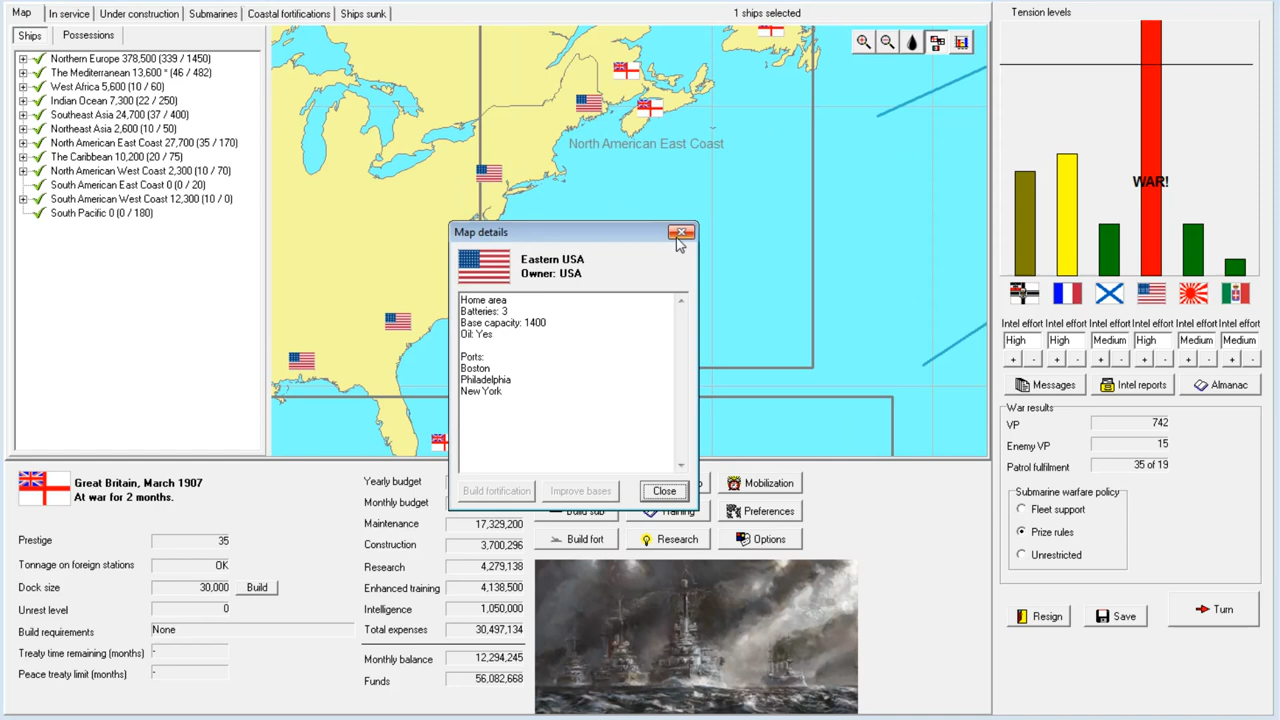 Map
In service
Under construction
Submarines
Coastal fortifications
Ships sunk
1 ships selected
Tension levels
Ships
Possessions
Northern Europe 378,500 (339 / 1450)
The Mediterranean 13,600 * (46 / 482)
West Africa 5,600 (10 / 60)
Indian Ocean 7,300 (22 / 250)
Southeast Asia 24,700 (37 / 400)
Northeast Asia 2,600 (10 / 50)
North American East Coast 27,700 (35 / 170)
The Caribbean 10,200 (20 / 75)
North American West Coast 2,300 (10 / 70)
South American East Coast 0 (0 / 20)
South American West Coast 12,300 (10 / 0)
South Pacific 0 (0 / 180)
North American East Coast
WAR!
Map details
Eastern USA
Owner: USA
Home area
Batteries: 3
Base capacity: 1400
Oil: Yes
Ports:
Boston
Philadelphia
New York
Build fortification
Improve bases
Close
Intel effort Intel effort Intel effort Intel effort Intel effort Intel effort
High High Medium High Medium Medium
+ - + - + - + - + - + -
Messages
Intel reports
Almanac
War results
VP 742
Enemy VP 15
Patrol fulfilment 35 of 19
Submarine warfare policy
Fleet support
Prize rules
Unrestricted
Resign
Save
Turn
Great Britain, March 1907
At war for 2 months.
Prestige 35
Tonnage on foreign stations OK
Dock size 30,000 Build
Unrest level 0
Build requirements None
Treaty time remaining (months) -
Peace treaty limit (months) -
Yearly budget
Monthly budget
Maintenance 17,329,200
Construction 3,700,296
Research 4,279,138
Enhanced training 4,138,500
Intelligence 1,050,000
Total expenses 30,497,134
Monthly balance 12,294,245
Funds 56,082,668
Mobilization
Build sub
Training
Preferences
Build fort
Research
Options